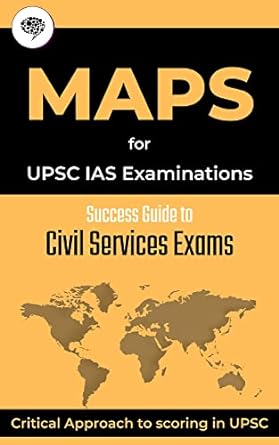 MAPS
for
UPSC IAS Examinations
Success Guide to
Civil Services Exams
Critical Approach to scoring in UPSC